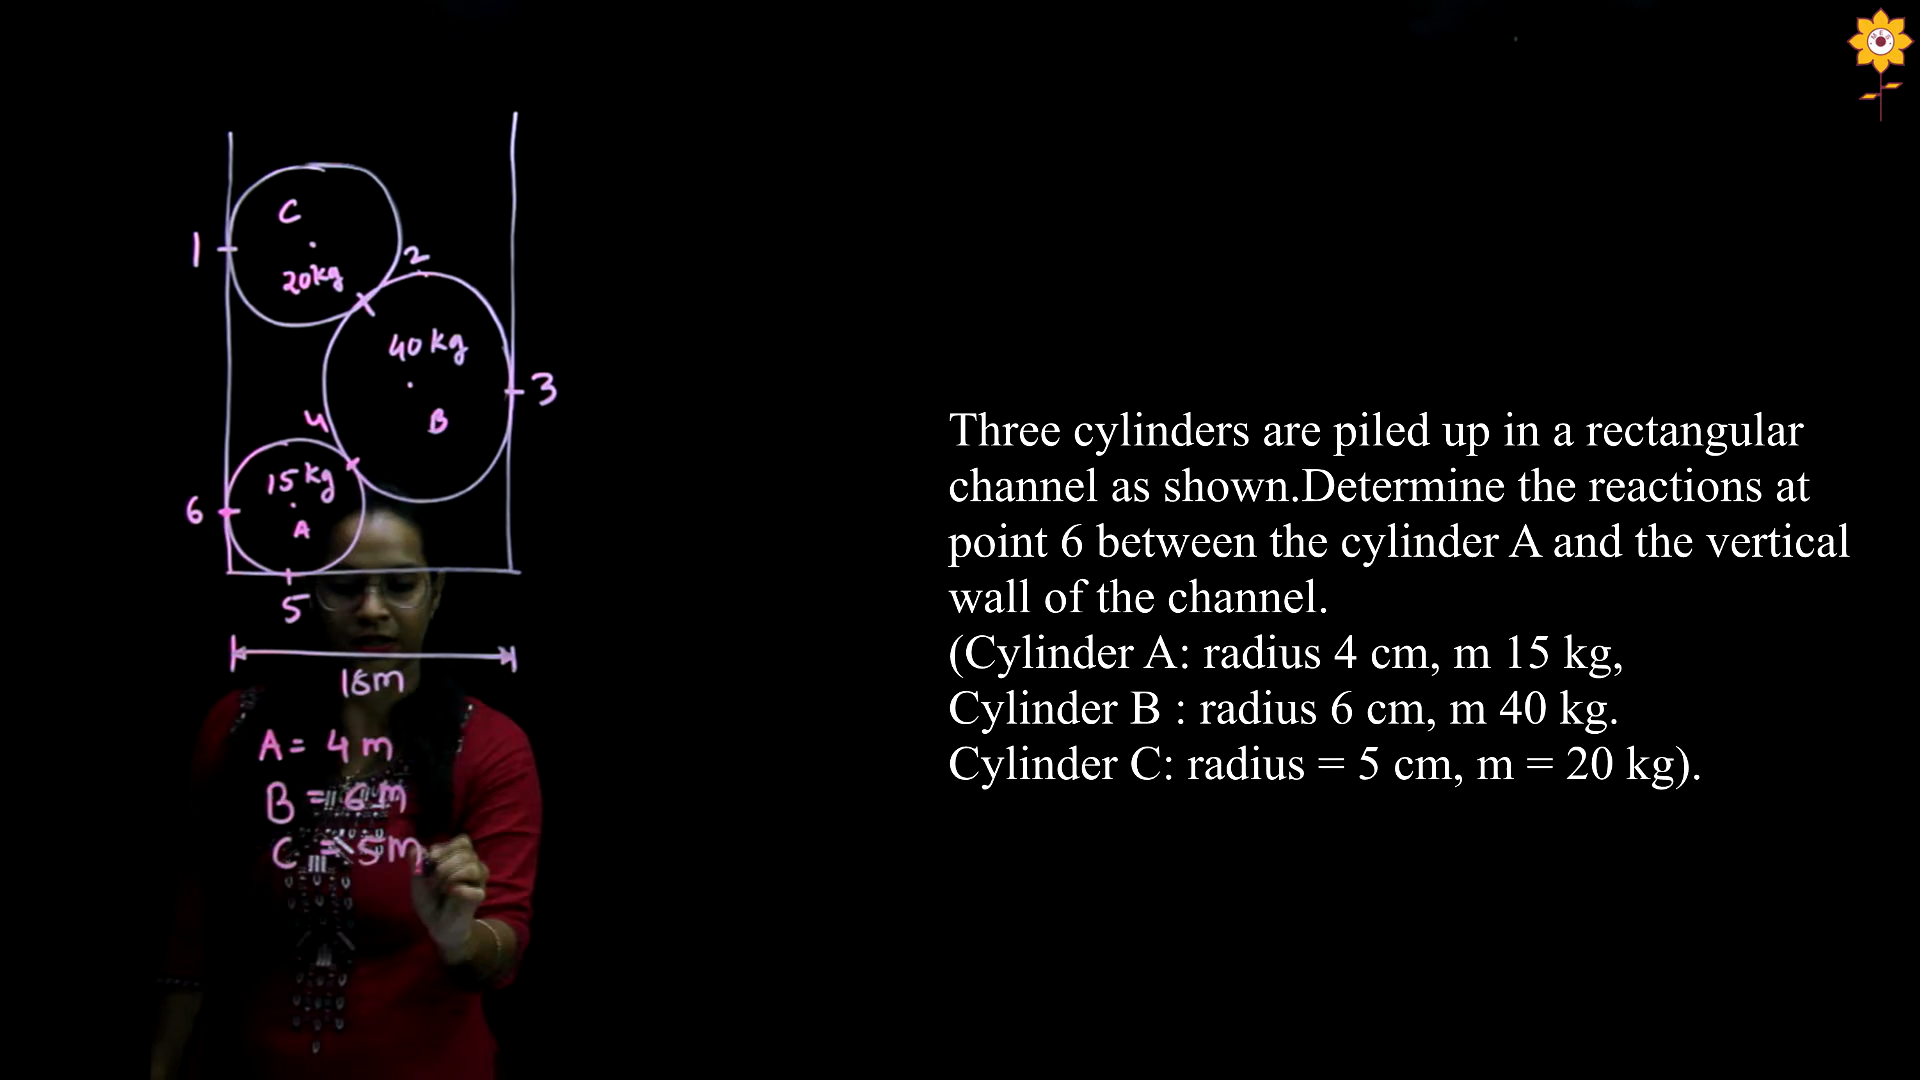 C
20 kg
1
2
40 kg
B
3
4
15 kg
A
6
5
18m
A = 4 m
B = 6 m
C = 5 m
Three cylinders are piled up in a rectangular
channel as shown.Determine the reactions at
point 6 between the cylinder A and the vertical
wall of the channel.
(Cylinder A: radius 4 cm, m 15 kg,
Cylinder B : radius 6 cm, m 40 kg.
Cylinder C: radius = 5 cm, m = 20 kg).